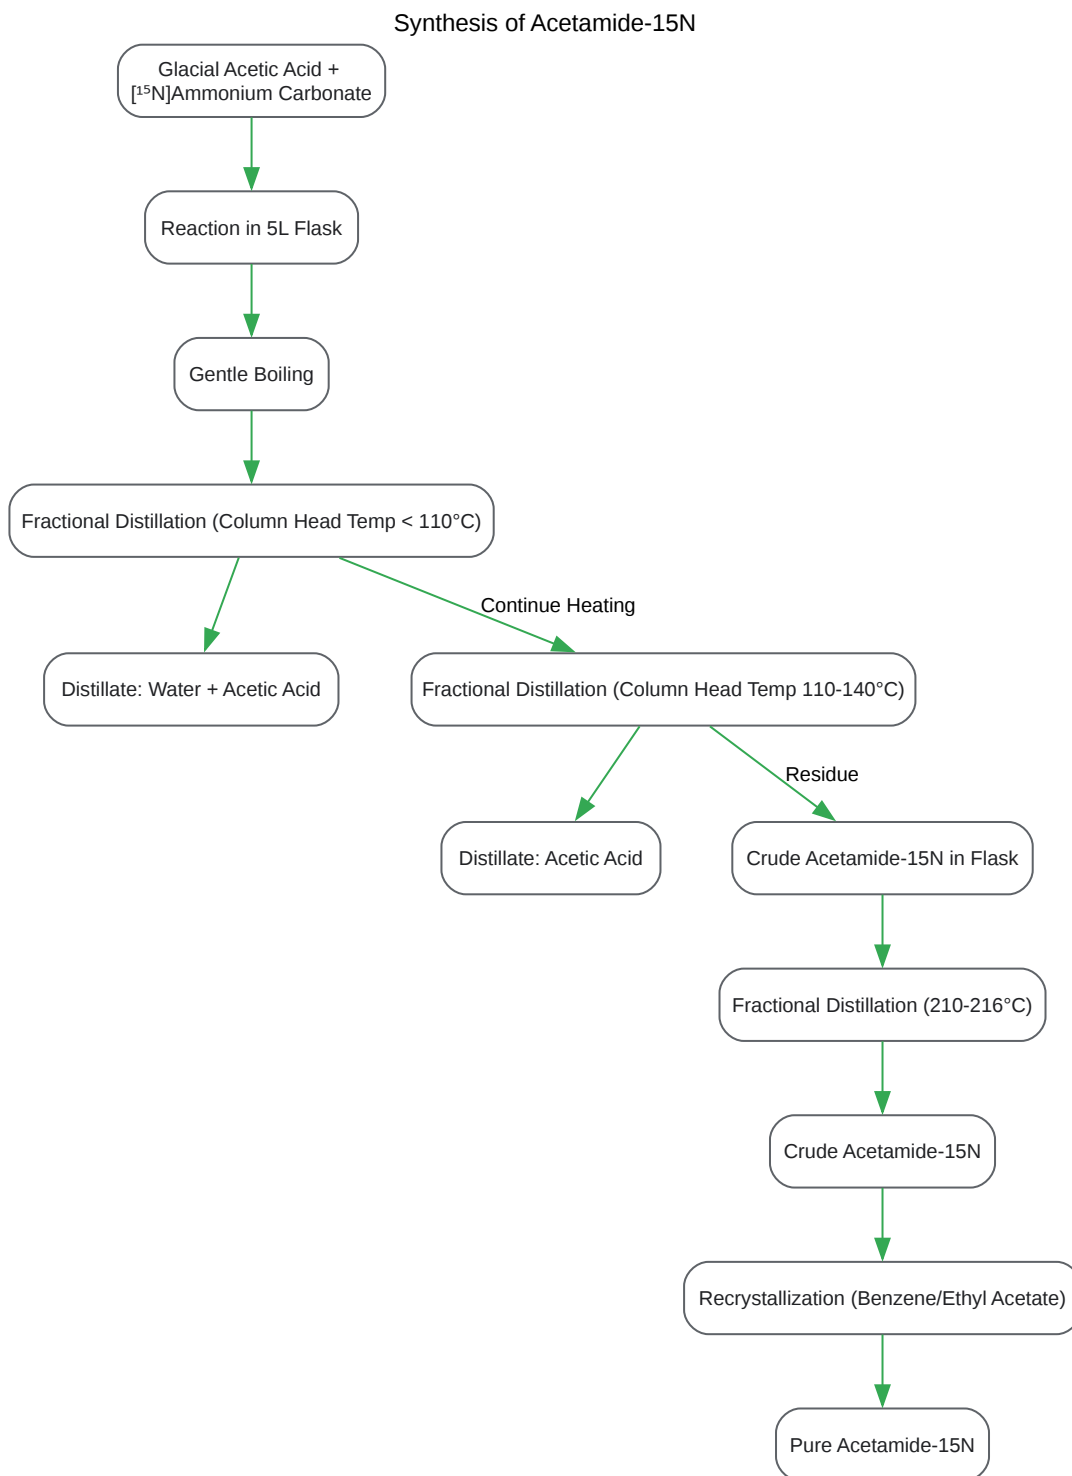 Synthesis of Acetamide-15N
Glacial Acetic Acid +
[¹⁵N]Ammonium Carbonate
Reaction in 5L Flask
Gentle Boiling
Fractional Distillation (Column Head Temp < 110°C)
Continue Heating
Distillate: Water + Acetic Acid
Fractional Distillation (Column Head Temp 110-140°C)
Residue
Distillate: Acetic Acid
Crude Acetamide-15N in Flask
Fractional Distillation (210-216°C)
Crude Acetamide-15N
Recrystallization (Benzene/Ethyl Acetate)
Pure Acetamide-15N